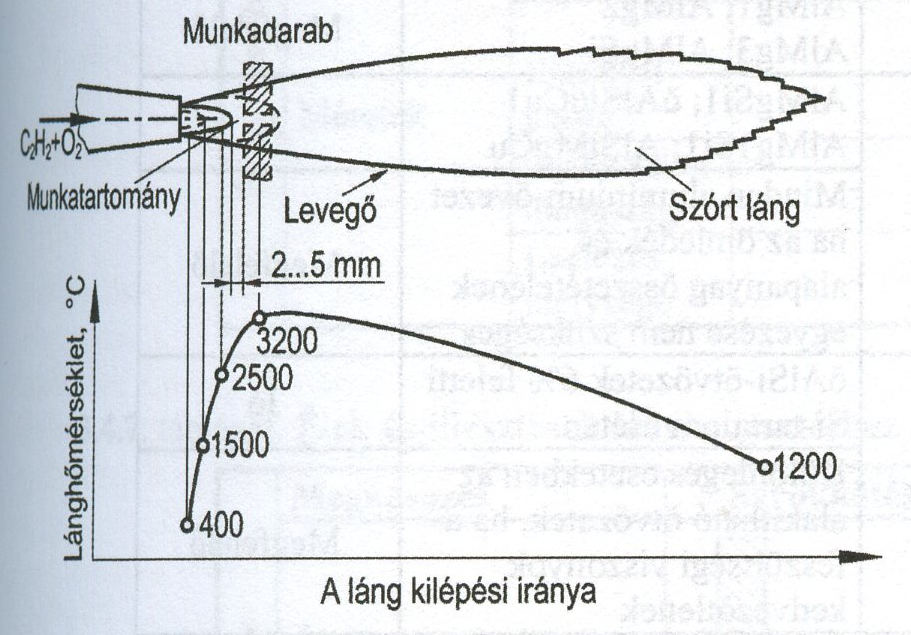 Munkadarab
C₂H₂+O₂
Munkatartomány
Levegő
Szórt láng
2...5 mm
Lánghőmérséklet, °C
3200
2500
1500
1200
400
A láng kilépési iránya